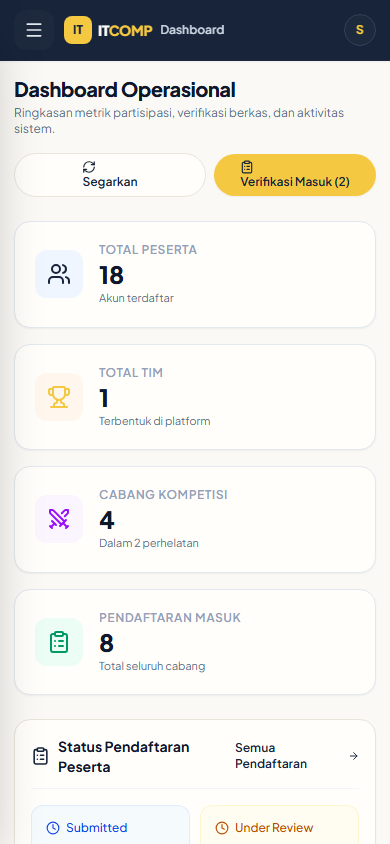 IT ITCOMP Dashboard S
Dashboard Operasional
Ringkasan metrik partisipasi, verifikasi berkas, dan aktivitas
sistem.
Segarkan
Verifikasi Masuk (2)
TOTAL PESERTA
18
Akun terdaftar
TOTAL TIM
1
Terbentuk di platform
CABANG KOMPETISI
4
Dalam 2 perhelatan
PENDAFTARAN MASUK
8
Total seluruh cabang
Status Pendaftaran
Peserta
Semua
Pendaftaran
Submitted
Under Review